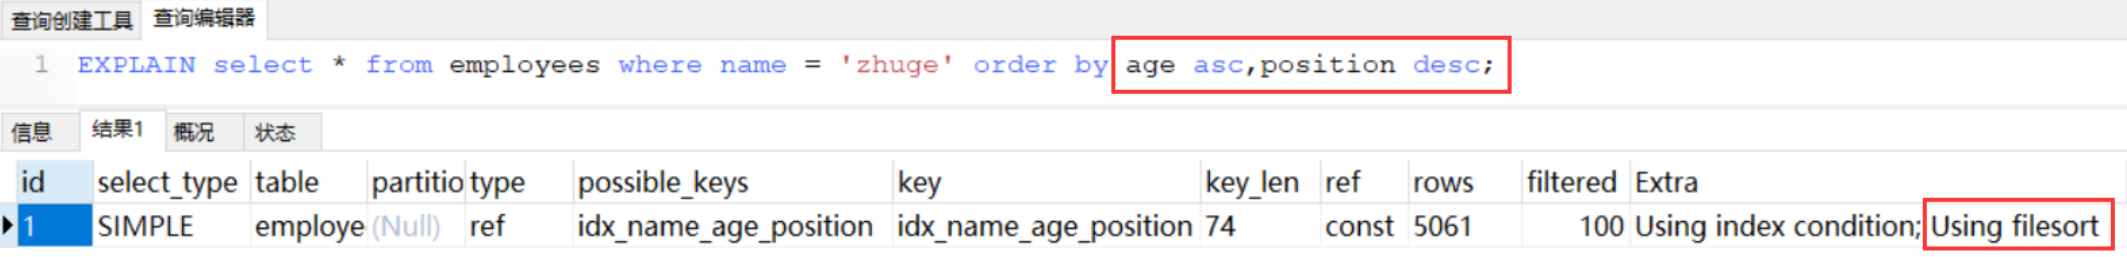 查询创建工具 查询编辑器
1 EXPLAIN select * from employees where name = 'zhuge' order by age asc,position desc;
信息 结果1 概况 状态
id select_type table partitio type possible_keys key key_len ref rows filtered Extra
1 SIMPLE employe (Null) ref idx_name_age_position idx_name_age_position 74 const 5061 100 Using index condition; Using filesort